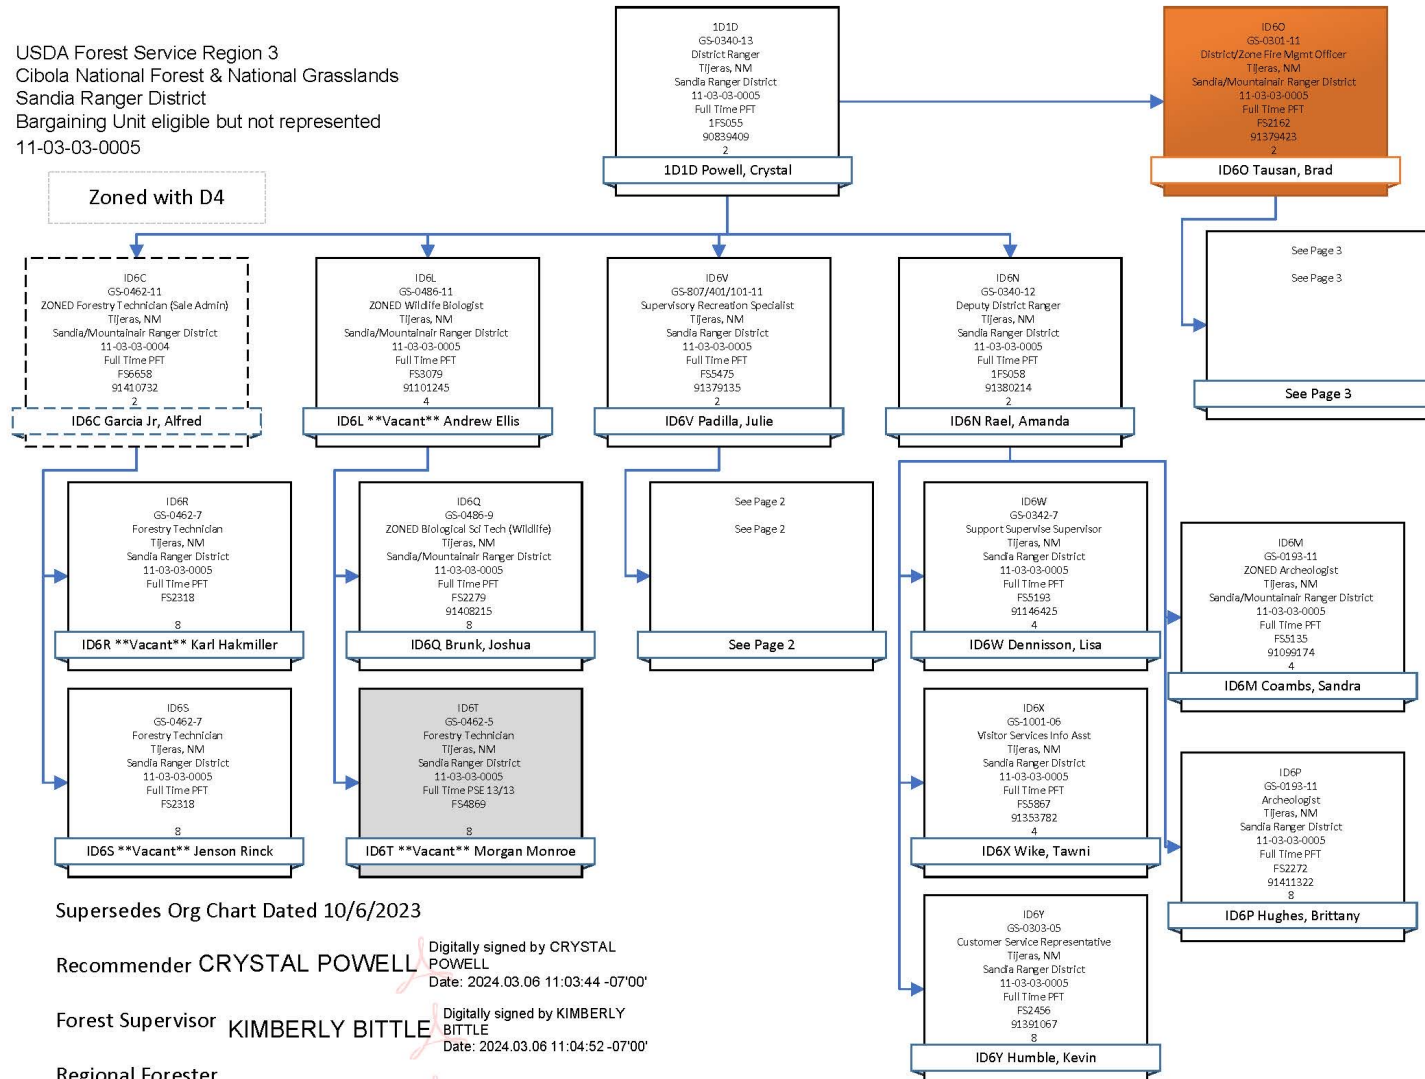 USDA Forest Service Region 3
Cibola National Forest & National Grasslands
Sandia Ranger District
Bargaining Unit eligible but not represented
11-03-03-0005
Zoned with D4
1D1D
GS-0340-13
District Ranger
Tijeras, NM
Sandia Ranger District
11-03-03-0005
Full Time PFT
1FS055
90839409
2
1D1D Powell, Crystal
ID6O
GS-0301-11
District/Zone Fire Mgmt Officer
Tijeras, NM
Sandia/Mountainair Ranger District
11-03-03-0005
Full Time PFT
FS2162
91379423
2
ID6O Tausan, Brad
See Page 3
See Page 3
See Page 3
ID6C
GS-0462-11
ZONED Forestry Technician (Sale Admin)
Tijeras, NM
Sandia/Mountainair Ranger District
11-03-03-0004
Full Time PFT
FS6658
91410732
2
ID6C Garcia Jr, Alfred
ID6L
GS-0486-11
ZONED Wildlife Biologist
Tijeras, NM
Sandia/Mountainair Ranger District
11-03-03-0005
Full Time PFT
FS3079
91101245
4
ID6L **Vacant** Andrew Ellis
ID6V
GS-807/401/101-11
Supervisory Recreation Specialist
Tijeras, NM
Sandia Ranger District
11-03-03-0005
Full Time PFT
FS5475
91379135
2
ID6V Padilla, Julie
ID6N
GS-0340-12
Deputy District Ranger
Tijeras, NM
Sandia Ranger District
11-03-03-0005
Full Time PFT
1FS058
91380214
2
ID6N Rael, Amanda
ID6R
GS-0462-7
Forestry Technician
Tijeras, NM
Sandia Ranger District
11-03-03-0005
Full Time PFT
FS2318
8
ID6R **Vacant** Karl Hakmiller
ID6Q
GS-0486-9
ZONED Biological Sci Tech (Wildlife)
Tijeras, NM
Sandia/Mountainair Ranger District
11-03-03-0005
Full Time PFT
FS2279
91408215
8
ID6Q Brunk, Joshua
See Page 2
See Page 2
See Page 2
ID6W
GS-0342-7
Support Supervise Supervisor
Tijeras, NM
Sandia Ranger District
11-03-03-0005
Full Time PFT
FS5193
91146425
4
ID6W Dennisson, Lisa
ID6M
GS-0193-11
ZONED Archeologist
Tijeras, NM
Sandia/Mountainair Ranger District
11-03-03-0005
Full Time PFT
FS5135
91099174
4
ID6M Coambs, Sandra
ID6S
GS-0462-7
Forestry Technician
Tijeras, NM
Sandia Ranger District
11-03-03-0005
Full Time PFT
FS2318
8
ID6S **Vacant** Jenson Rinck
ID6T
GS-0462-5
Forestry Technician
Tijeras, NM
Sandia Ranger District
11-03-03-0005
Full Time PSE 13/13
FS4869
8
ID6T **Vacant** Morgan Monroe
ID6X
GS-1001-06
Visitor Services Info Asst
Tijeras, NM
Sandia Ranger District
11-03-03-0005
Full Time PFT
FS5867
91353782
4
ID6X Wike, Tawni
ID6P
GS-0193-11
Archeologist
Tijeras, NM
Sandia Ranger District
11-03-03-0005
Full Time PFT
FS2272
91411322
8
ID6P Hughes, Brittany
ID6Y
GS-0303-05
Customer Service Representative
Tijeras, NM
Sandia Ranger District
11-03-03-0005
Full Time PFT
FS2456
91391067
8
ID6Y Humble, Kevin
Supersedes Org Chart Dated 10/6/2023
Recommender CRYSTAL POWELL
Digitally signed by CRYSTAL
POWELL
Date: 2024.03.06 11:03:44 -07'00'
Forest Supervisor KIMBERLY BITTLE
Digitally signed by KIMBERLY
BITTLE
Date: 2024.03.06 11:04:52 -07'00'
Regional Forester